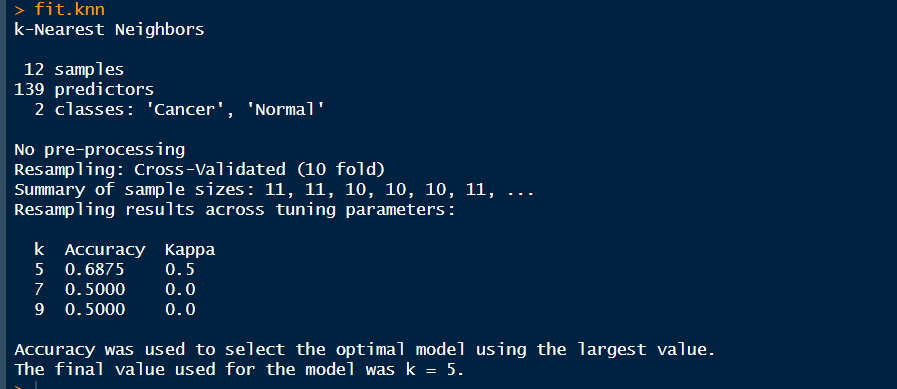 > fit.knn
k-Nearest Neighbors

 12 samples
139 predictors
  2 classes: 'Cancer', 'Normal'

No pre-processing
Resampling: Cross-Validated (10 fold)
Summary of sample sizes: 11, 11, 10, 10, 10, 11, ...
Resampling results across tuning parameters:

  k  Accuracy  Kappa
  5  0.6875    0.5
  7  0.5000    0.0
  9  0.5000    0.0

Accuracy was used to select the optimal model using the largest value.
The final value used for the model was k = 5.
>